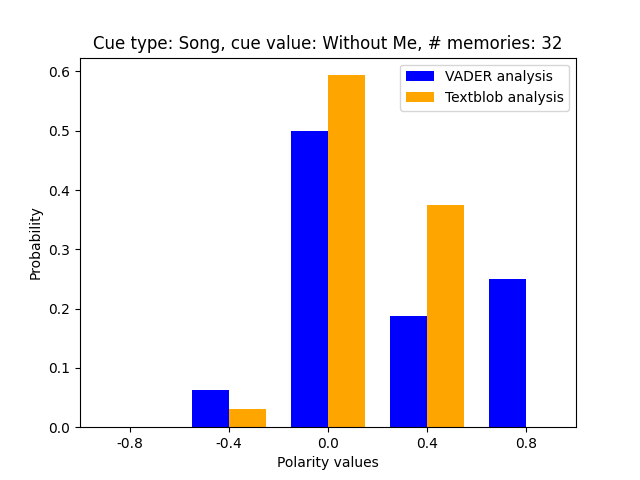 Cue type: Song, cue value: Without Me, # memories: 32
VADER analysis
Textblob analysis
Probability
0.6
0.5
0.4
0.3
0.2
0.1
0.0
-0.8
-0.4
0.0
0.4
0.8
Polarity values